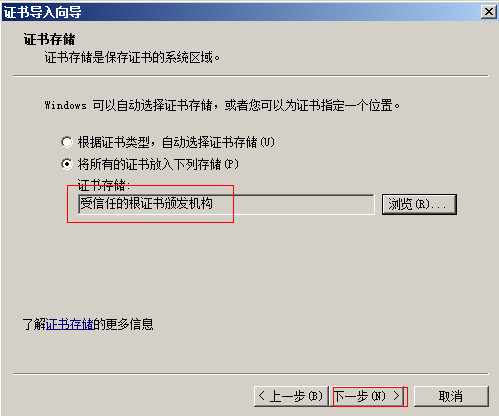 证书导入向导
证书存储
证书存储是保存证书的系统区域。
Windows 可以自动选择证书存储，或者您可以为证书指定一个位置。
根据证书类型，自动选择证书存储(U)
将所有的证书放入下列存储(P)
证书存储:
受信任的根证书颁发机构
浏览(R)...
了解证书存储的更多信息
< 上一步(B)
下一步(N) >
取消